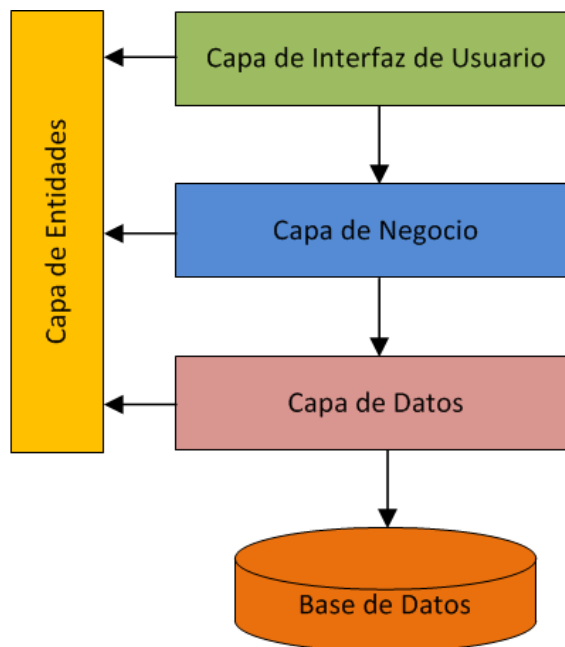 Capa de Interfaz de Usuario
Capa de Entidades
Capa de Negocio
Capa de Datos
Base de Datos